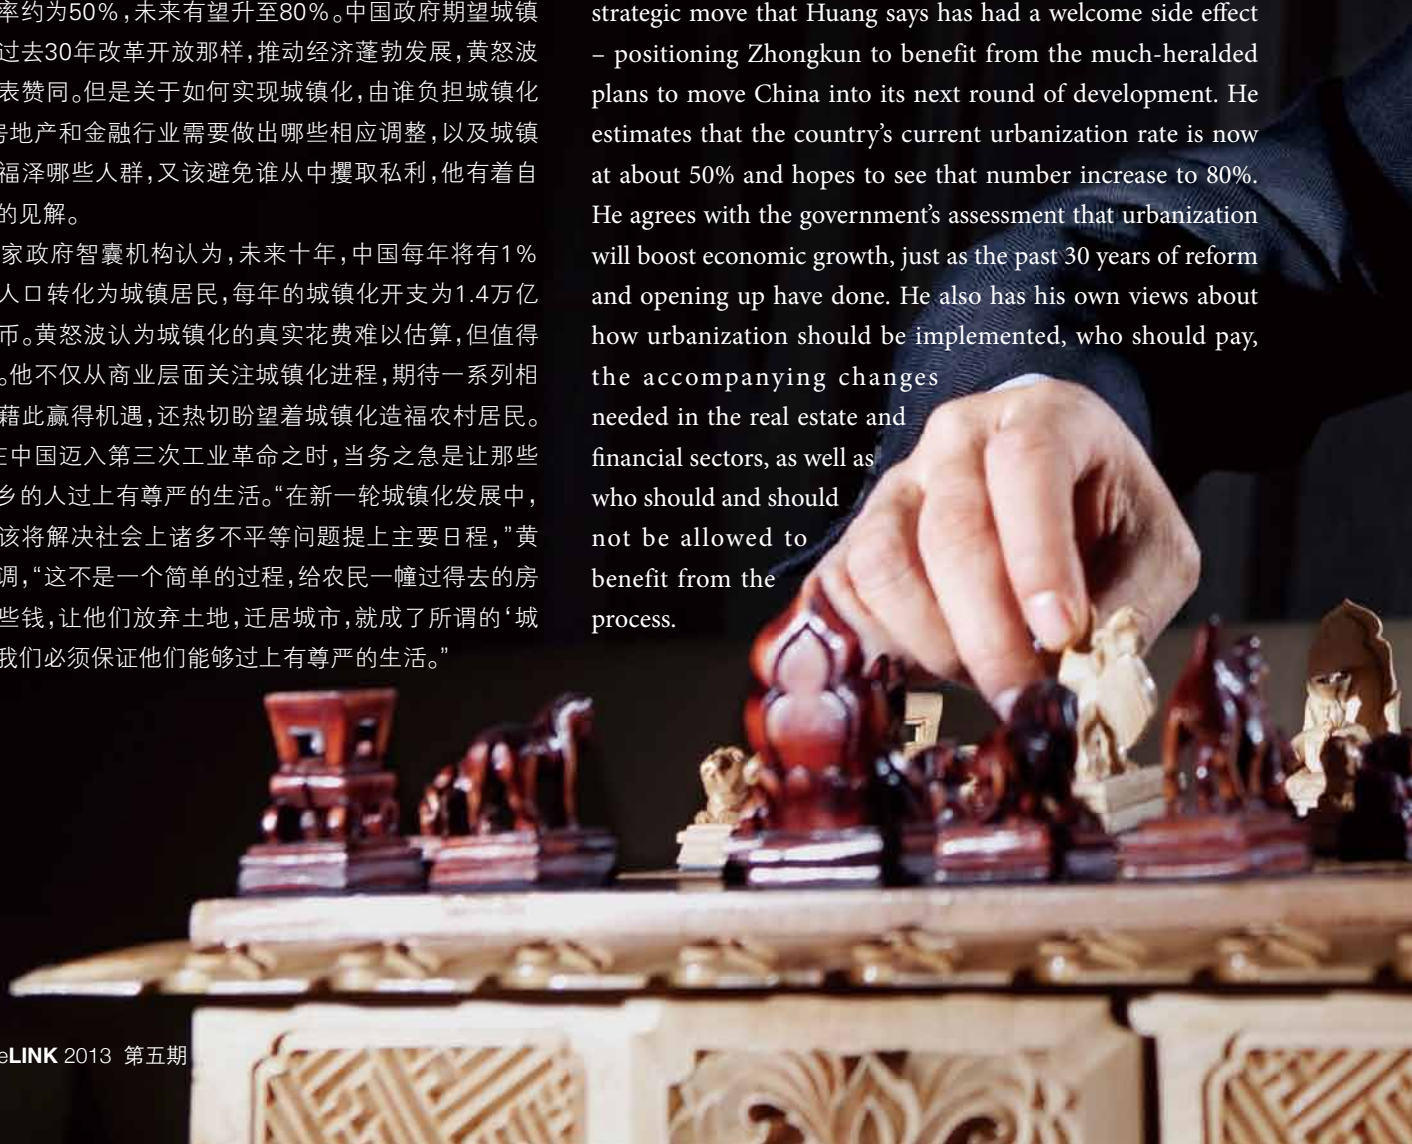 率约为50%,未来有望升至80%。中国政府期望城镇
过去30年改革开放那样,推动经济蓬勃发展,黄怒波
表赞同。但是关于如何实现城镇化,由谁负担城镇化
房地产和金融行业需要做出哪些相应调整,以及城镇
福泽哪些人群,又该避免谁从中攫取私利,他有着自
的见解。
家政府智囊机构认为,未来十年,中国每年将有1%
人口转化为城镇居民,每年的城镇化开支为1.4万亿
币。黄怒波认为城镇化的真实花费难以估算,但值得
。他不仅从商业层面关注城镇化进程,期待一系列相
藉此赢得机遇,还热切盼望着城镇化造福农村居民。
在中国迈入第三次工业革命之时,当务之急是让那些
乡的人过上有尊严的生活。“在新一轮城镇化发展中,
该将解决社会上诸多不平等问题提上主要日程,”黄
调,“这不是一个简单的过程,给农民一幢过得去的房
些钱,让他们放弃土地,迁居城市,就成了所谓的‘城
我们必须保证他们能够过上有尊严的生活。”
strategic move that Huang says has had a welcome side effect
– positioning Zhongkun to benefit from the much-heralded
plans to move China into its next round of development. He
estimates that the country’s current urbanization rate is now
at about 50% and hopes to see that number increase to 80%.
He agrees with the government’s assessment that urbanization
will boost economic growth, just as the past 30 years of reform
and opening up have done. He also has his own views about
how urbanization should be implemented, who should pay,
the accompanying changes
needed in the real estate and
financial sectors, as well as
who should and should
not be allowed to
benefit from the
process.
eLINK 2013 第五期